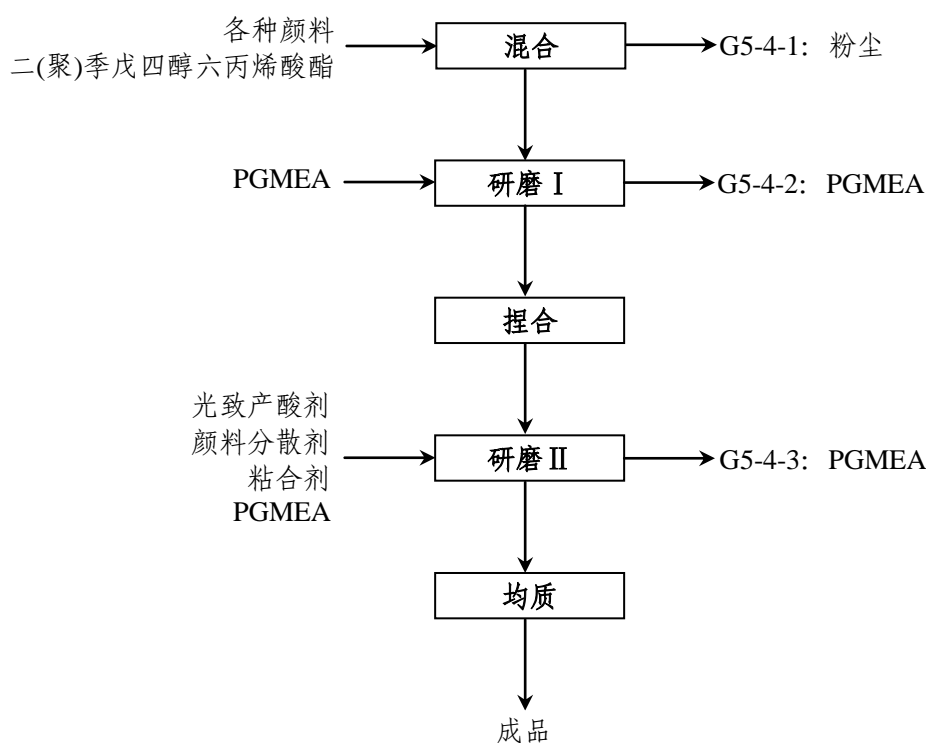 各种颜料
二(聚)季戊四醇六丙烯酸酯
混合
G5-4-1: 粉尘
PGMEA
研磨Ⅰ
G5-4-2: PGMEA
捏合
光致产酸剂
颜料分散剂
粘合剂
PGMEA
研磨Ⅱ
G5-4-3: PGMEA
均质
成品